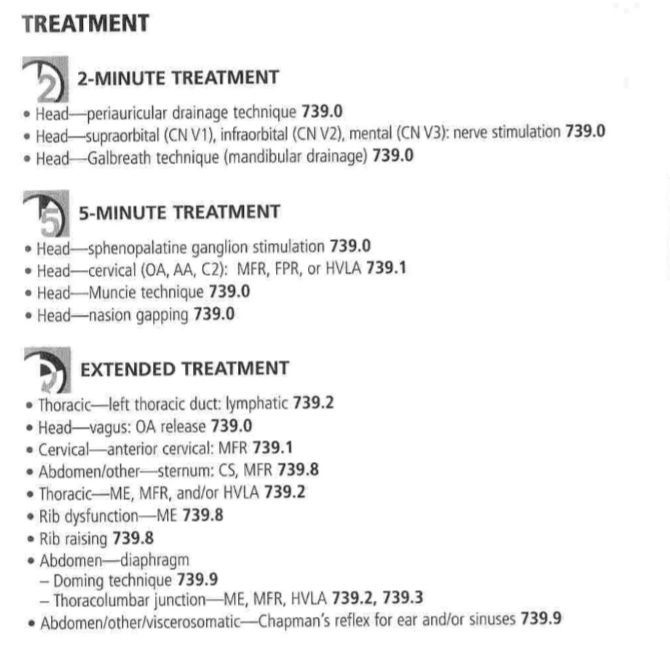 TREATMENT
2
2-MINUTE TREATMENT
• Head—periauricular drainage technique 739.0
• Head—supraorbital (CN V1), infraorbital (CN V2), mental (CN V3): nerve stimulation 739.0
• Head—Galbreath technique (mandibular drainage) 739.0
5
5-MINUTE TREATMENT
• Head—sphenopalatine ganglion stimulation 739.0
• Head—cervical (OA, AA, C2): MFR, FPR, or HVLA 739.1
• Head—Muncie technique 739.0
• Head—nasion gapping 739.0
EXTENDED TREATMENT
• Thoracic—left thoracic duct: lymphatic 739.2
• Head—vagus: OA release 739.0
• Cervical—anterior cervical: MFR 739.1
• Abdomen/other—sternum: CS, MFR 739.8
• Thoracic—ME, MFR, and/or HVLA 739.2
• Rib dysfunction—ME 739.8
• Rib raising 739.8
• Abdomen—diaphragm
– Doming technique 739.9
– Thoracolumbar junction—ME, MFR, HVLA 739.2, 739.3
• Abdomen/other/viscerosomatic—Chapman's reflex for ear and/or sinuses 739.9